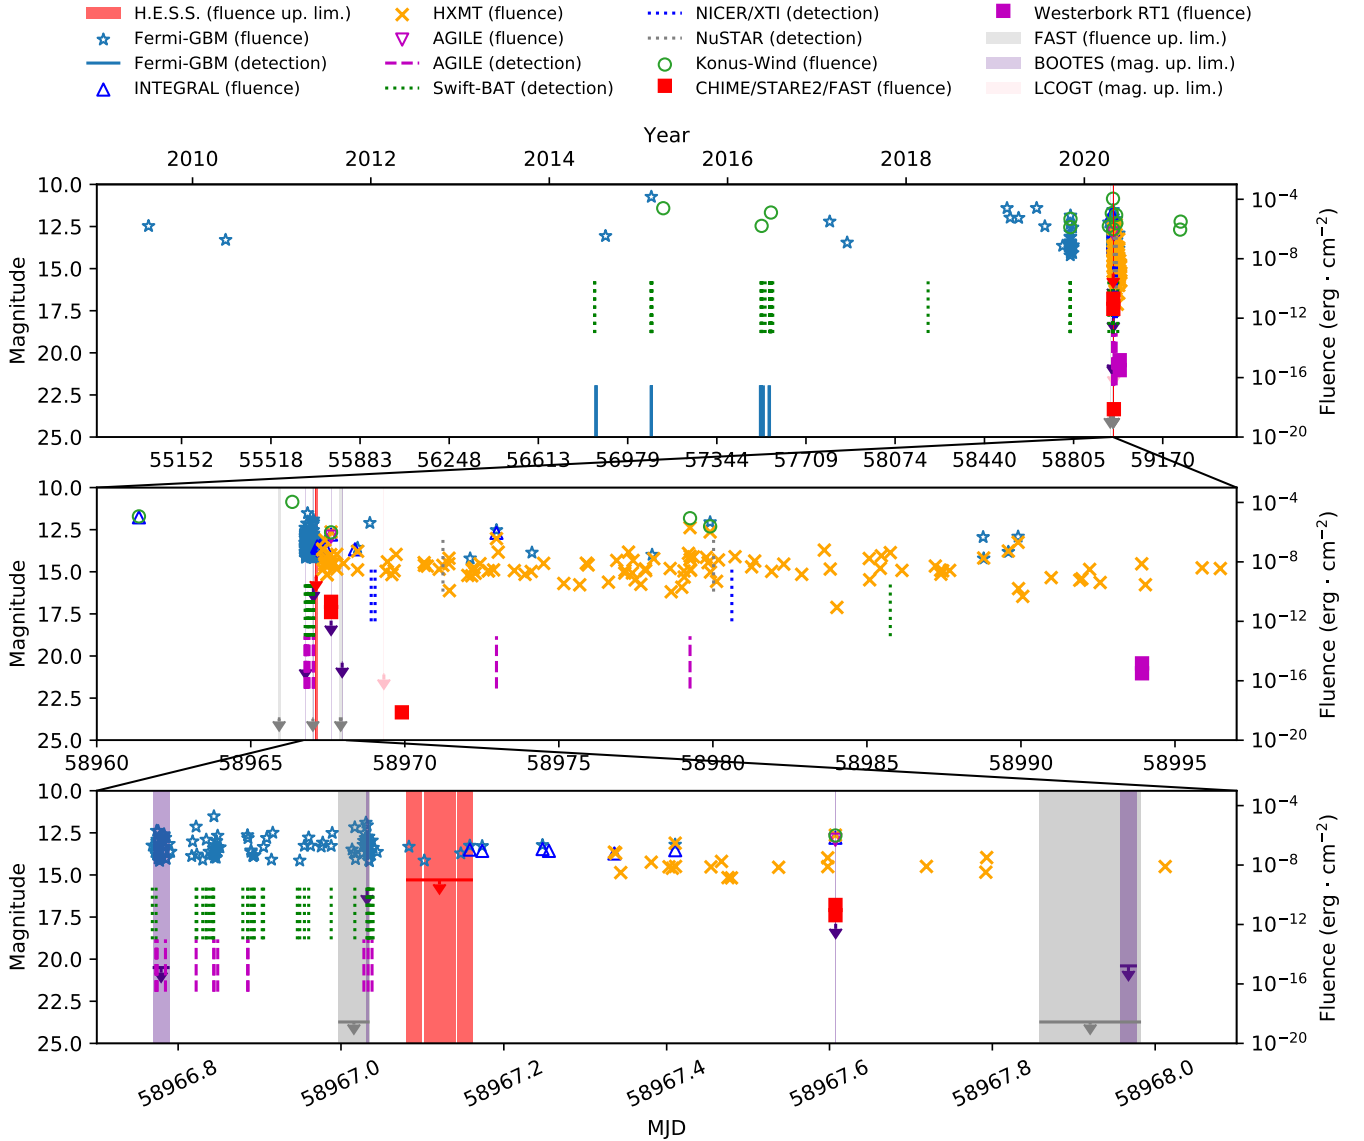 H.E.S.S. (fluence up. lim.) HXMT (fluence) NICER/XTI (detection) Westerbork RT1 (fluence)
Fermi-GBM (fluence) AGILE (fluence) NuSTAR (detection) FAST (fluence up. lim.)
Fermi-GBM (detection) AGILE (detection) Konus-Wind (fluence) BOOTES (mag. up. lim.)
INTEGRAL (fluence) Swift-BAT (detection) CHIME/STARE2/FAST (fluence) LCOGT (mag. up. lim.)
Year
2010 2012 2014 2016 2018 2020
Magnitude
10.0
12.5
15.0
17.5
20.0
22.5
25.0
10⁻⁴
10⁻⁸
10⁻¹²
10⁻¹⁶
10⁻²⁰
Fluence (erg · cm⁻²)
55152 55518 55883 56248 56613 56979 57344 57709 58074 58440 58805 59170
Magnitude
10.0
12.5
15.0
17.5
20.0
22.5
25.0
10⁻⁴
10⁻⁸
10⁻¹²
10⁻¹⁶
10⁻²⁰
Fluence (erg · cm⁻²)
58960 58965 58970 58975 58980 58985 58990 58995
Magnitude
10.0
12.5
15.0
17.5
20.0
22.5
25.0
10⁻⁴
10⁻⁸
10⁻¹²
10⁻¹⁶
10⁻²⁰
Fluence (erg · cm⁻²)
58966.8 58967.0 58967.2 58967.4 58967.6 58967.8 58968.0
MJD